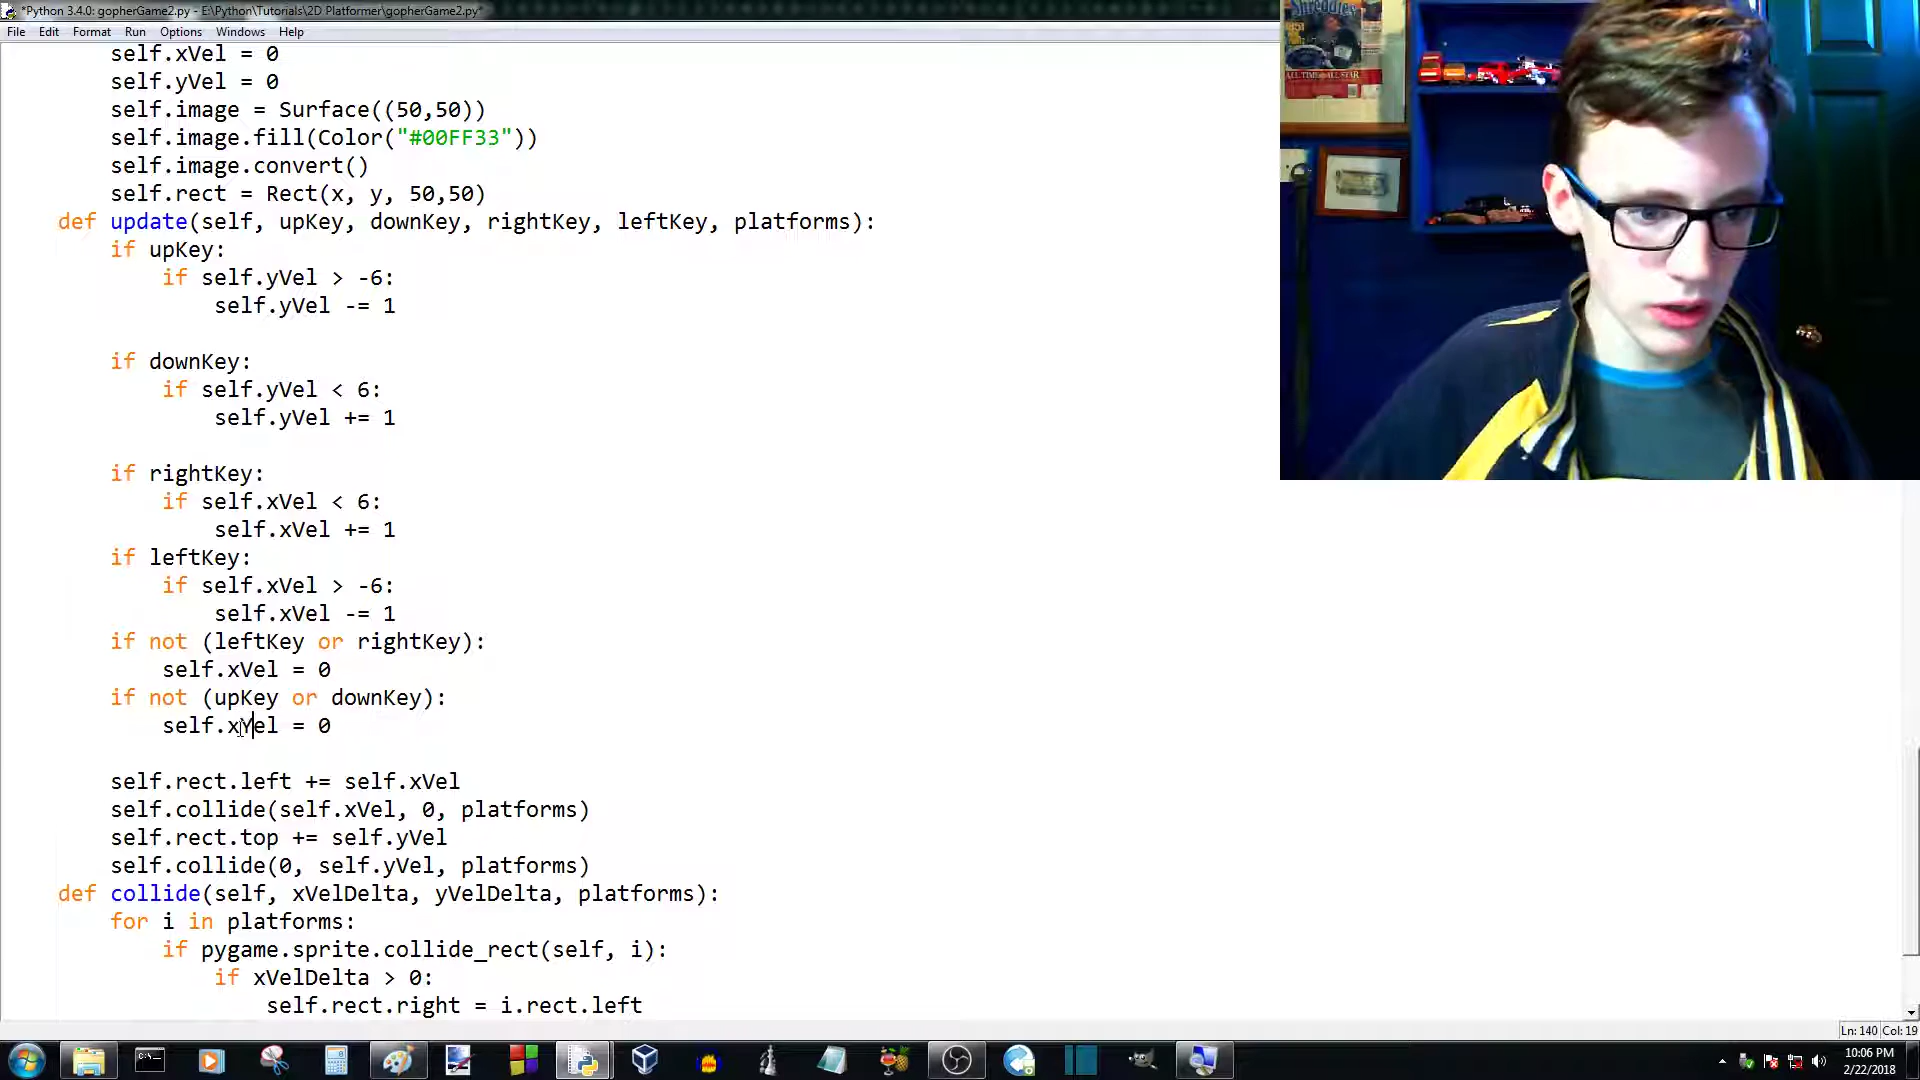 *Python 3.4.0: gopherGame2.py - E:\Python\Tutorials\2D Platformer\gopherGame2.py*
File Edit Format Run Options Windows Help
self.xVel = 0
self.yVel = 0
self.image = Surface((50,50))
self.image.fill(Color("#00FF33"))
self.image.convert()
self.rect = Rect(x, y, 50,50)
def update(self, upKey, downKey, rightKey, leftKey, platforms):
if upKey:
if self.yVel > -6:
self.yVel -= 1
if downKey:
if self.yVel < 6:
self.yVel += 1
if rightKey:
if self.xVel < 6:
self.xVel += 1
if leftKey:
if self.xVel > -6:
self.xVel -= 1
if not (leftKey or rightKey):
self.xVel = 0
if not (upKey or downKey):
self.xYel = 0
self.rect.left += self.xVel
self.collide(self.xVel, 0, platforms)
self.rect.top += self.yVel
self.collide(0, self.yVel, platforms)
def collide(self, xVelDelta, yVelDelta, platforms):
for i in platforms:
if pygame.sprite.collide_rect(self, i):
if xVelDelta > 0:
self.rect.right = i.rect.left
Ln: 140 Col: 19
10:06 PM
2/22/2018
Shreddies
ALL TIME ALL STAR